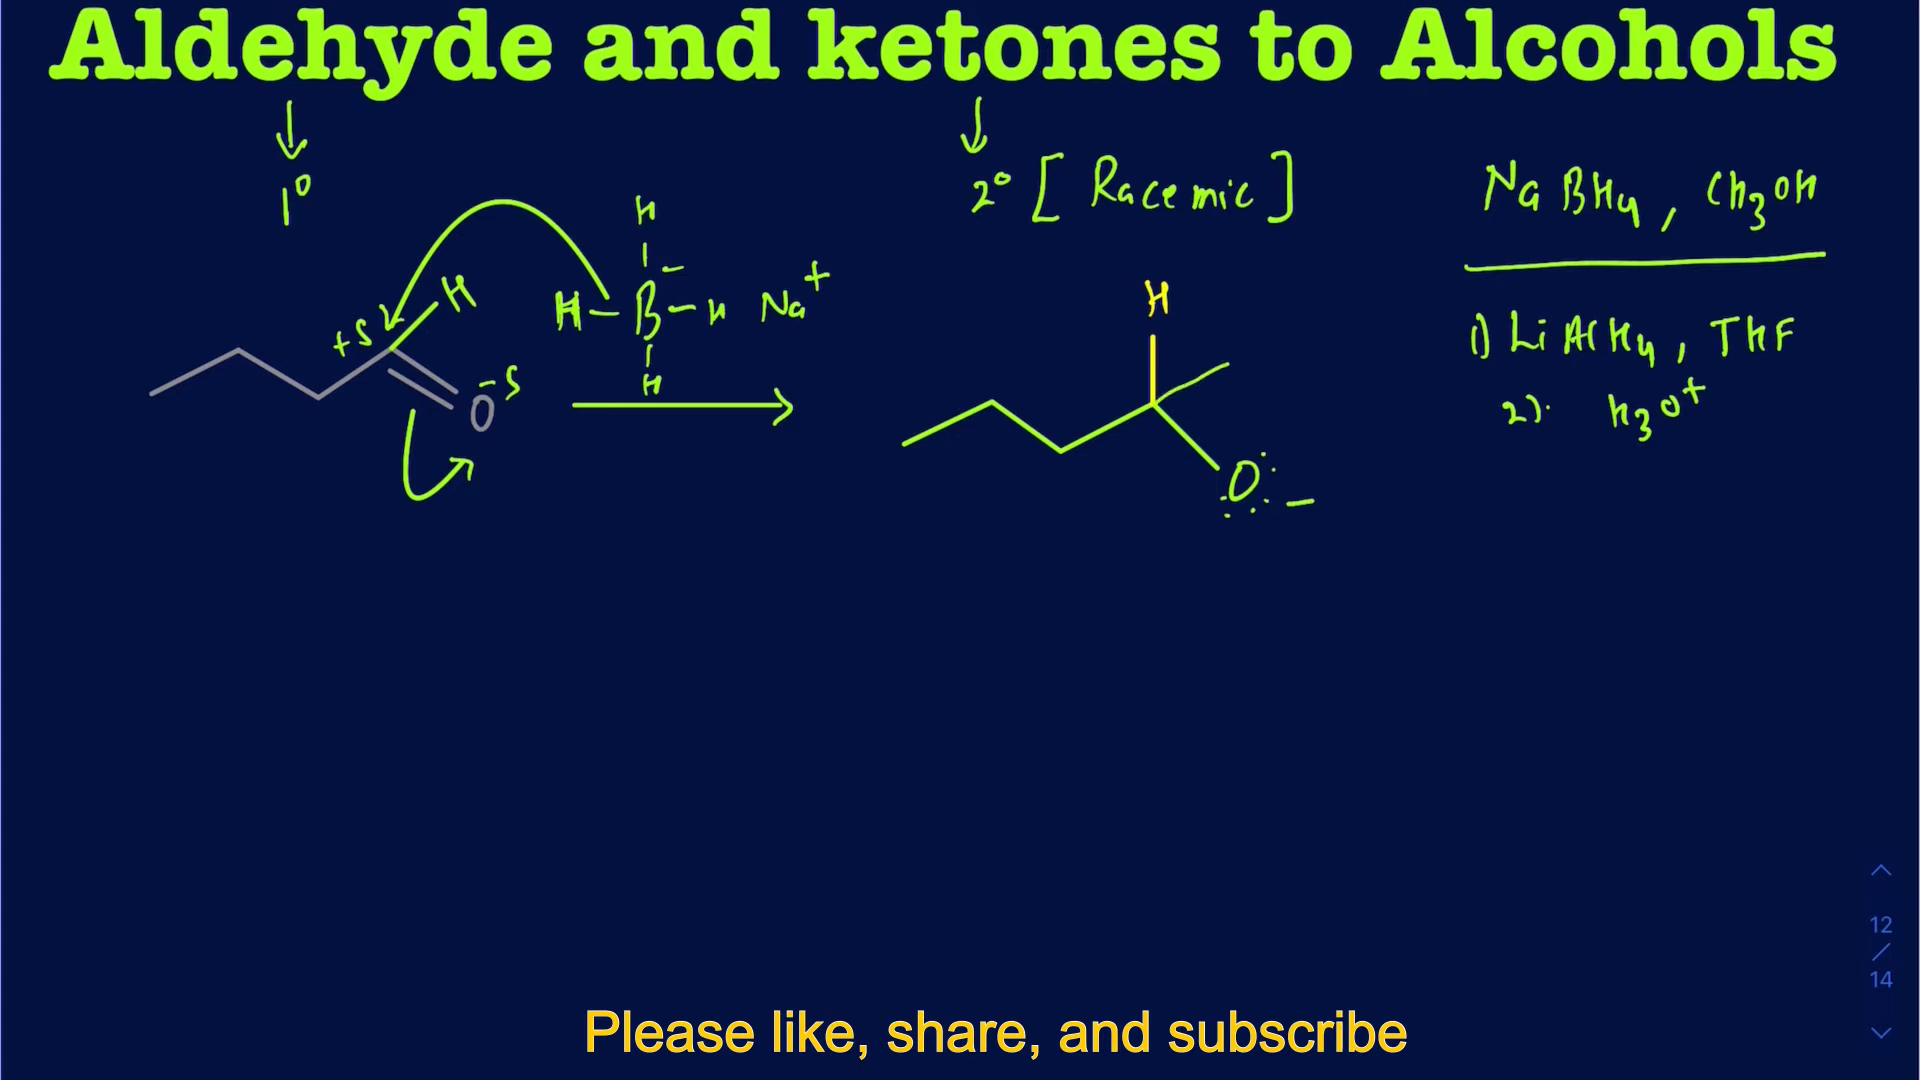 Aldehyde and ketones to Alcohols
1° 2° [Racemic]
NaBH4, CH3OH
H
H–B⁻–H Na⁺
H
H
+δ
O
-δ
H
O:⁻
1) LiAlH4, THF
2). H3O⁺
12
/
14
Please like, share, and subscribe